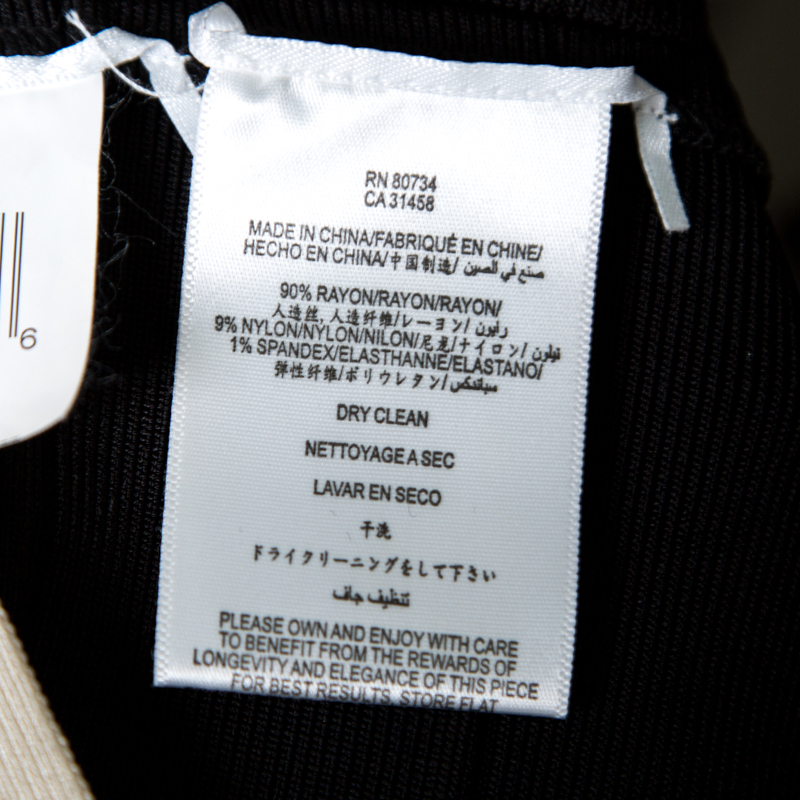 RN 80734
CA 31458
MADE IN CHINA/FABRIQUÉ EN CHINE/
HECHO EN CHINA/中国制造/ صنع في الصين
90% RAYON/RAYON/RAYON/
人造丝, 人造纤维/レーヨン/ رايون
9% NYLON/NYLON/NILON/尼龙/ナイロン/ نيلون
1% SPANDEX/ELASTHANNE/ELASTANO/
弹性纤维/ポリウレタン/ سباندكس
DRY CLEAN
NETTOYAGE A SEC
LAVAR EN SECO
干洗
ドライクリーニングをして下さい
تنظيف جاف
PLEASE OWN AND ENJOY WITH CARE
TO BENEFIT FROM THE REWARDS OF
LONGEVITY AND ELEGANCE OF THIS PIECE
FOR BEST RESULTS, STORE FLAT
6